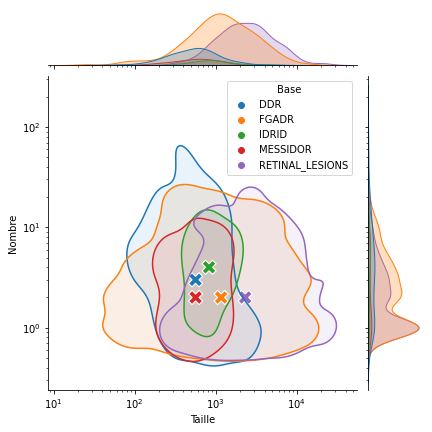 Base
DDR
FGADR
IDRID
MESSIDOR
RETINAL_LESIONS
Nombre
10²
10¹
10⁰
10¹ 10² 10³ 10⁴
Taille